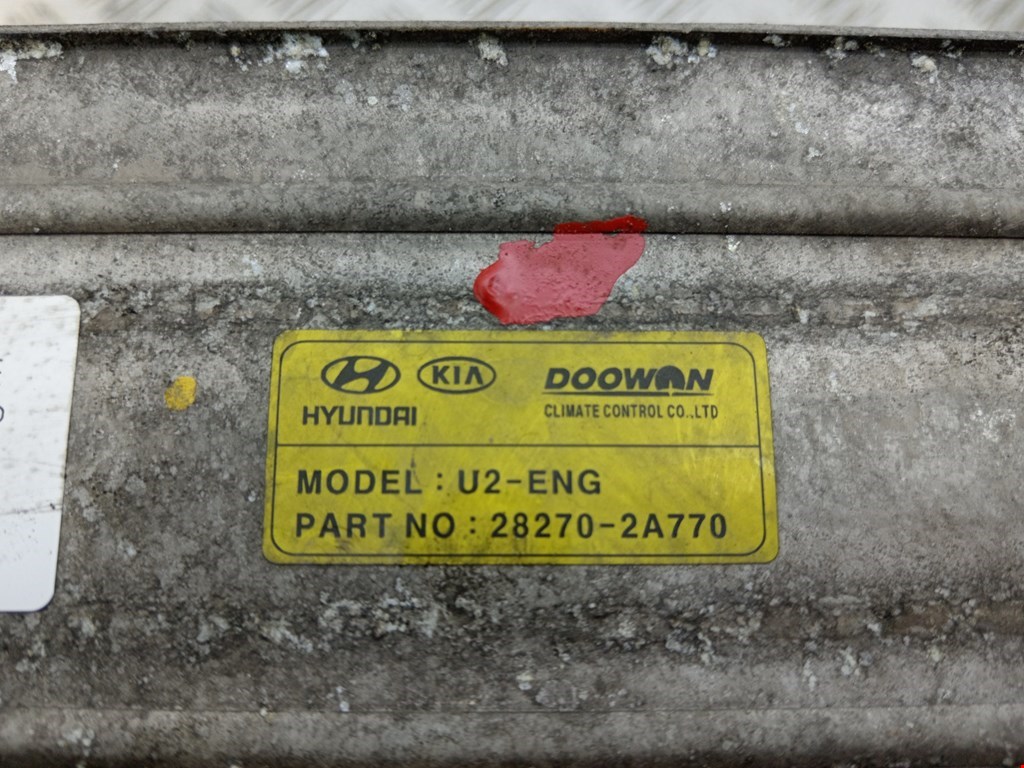 KIA DOOWON
HYUNDAI CLIMATE CONTROL CO.,LTD
MODEL : U2-ENG
PART NO : 28270-2A770